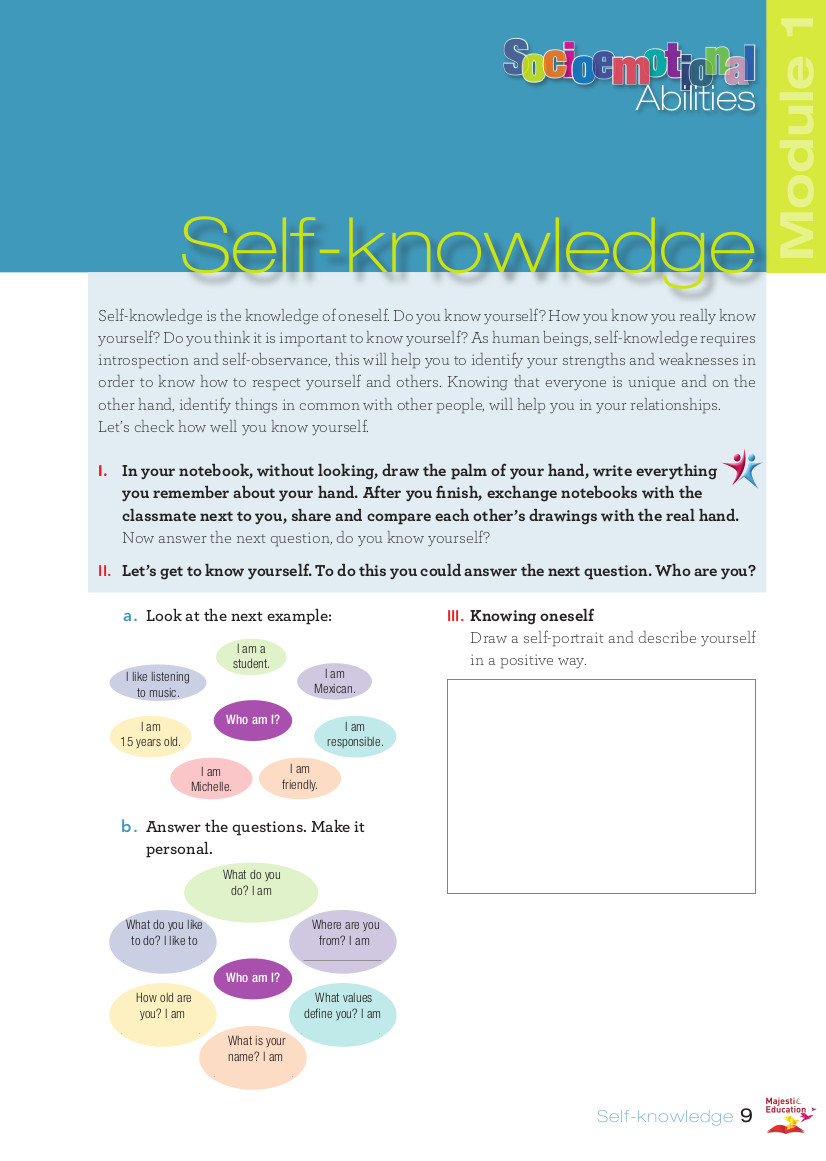 Socioemotional
Abilities
Module 1
Self-knowledge
Self-knowledge is the knowledge of oneself. Do you know yourself? How you know you really know
yourself? Do you think it is important to know yourself? As human beings, self-knowledge requires
introspection and self-observance, this will help you to identify your strengths and weaknesses in
order to know how to respect yourself and others. Knowing that everyone is unique and on the
other hand, identify things in common with other people, will help you in your relationships.
Let's check how well you know yourself.
I. In your notebook, without looking, draw the palm of your hand, write everything
you remember about your hand. After you finish, exchange notebooks with the
classmate next to you, share and compare each other's drawings with the real hand.
Now answer the next question, do you know yourself?
II. Let's get to know yourself. To do this you could answer the next question. Who are you?
a. Look at the next example:
I am a
student.
I like listening
to music.
I am
Mexican.
Who am I?
I am
15 years old.
I am
responsible.
I am
Michelle.
I am
friendly.
b. Answer the questions. Make it
personal.
What do you
do? I am
What do you like
to do? I like to
Where are you
from? I am
Who am I?
How old are
you? I am
What values
define you? I am
What is your
name? I am
III. Knowing oneself
Draw a self-portrait and describe yourself
in a positive way.
Self-knowledge 9
Majestic
Education